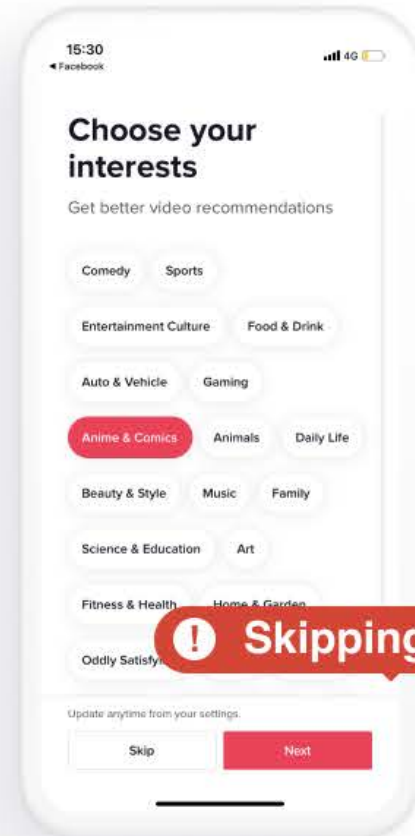 15:30
4G
Facebook
Choose your
interests
Get better video recommendations
Comedy Sports
Entertainment Culture Food & Drink
Auto & Vehicle Gaming
Anime & Comics Animals Daily Life
Beauty & Style Music Family
Science & Education Art
Fitness & Health Home & Garden
! Skipping
Oddly
Update anytime from your settings.
Skip Next